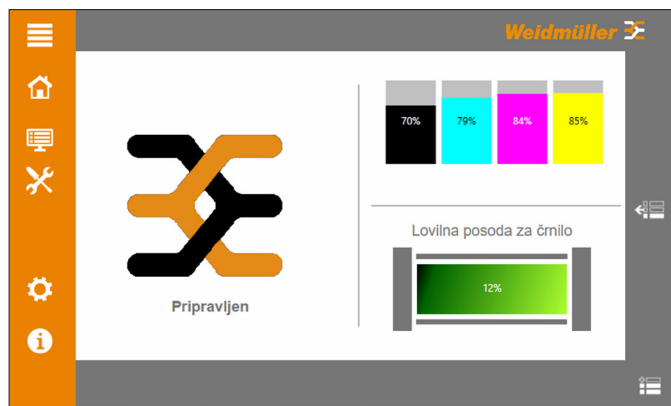 Weidmüller
70%
79%
84%
85%
Lovilna posoda za črnilo
12%
Pripravljen